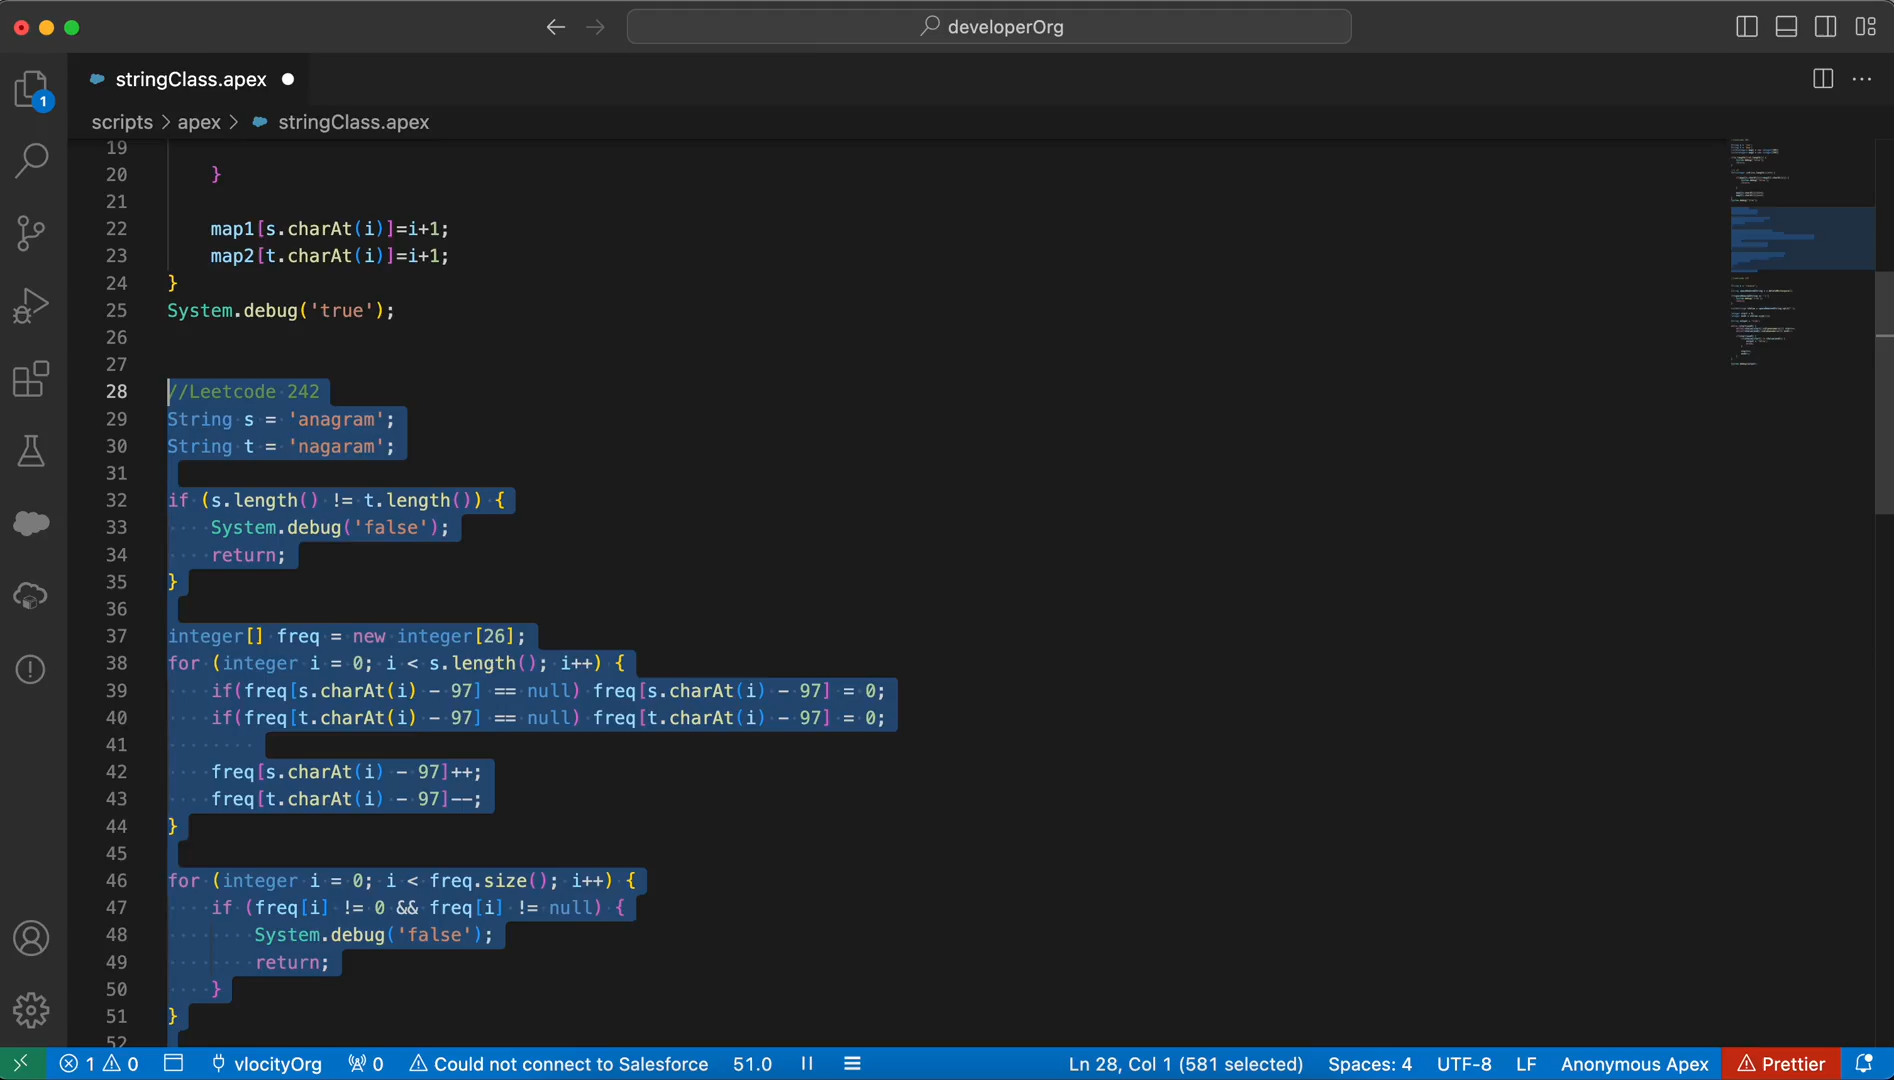 developerOrg
stringClass.apex
scripts > apex > stringClass.apex
1
19
20 }
21
22 map1[s.charAt(i)]=i+1;
23 map2[t.charAt(i)]=i+1;
24 }
25 System.debug('true');
26
27
28 //Leetcode 242
29 String s = 'anagram';
30 String t = 'nagaram';
31
32 if (s.length() != t.length()) {
33 System.debug('false');
34 return;
35 }
36
37 integer[] freq = new integer[26];
38 for (integer i = 0; i < s.length(); i++) {
39 if(freq[s.charAt(i) - 97] == null) freq[s.charAt(i) - 97] = 0;
40 if(freq[t.charAt(i) - 97] == null) freq[t.charAt(i) - 97] = 0;
41
42 freq[s.charAt(i) - 97]++;
43 freq[t.charAt(i) - 97]--;
44 }
45
46 for (integer i = 0; i < freq.size(); i++) {
47 if (freq[i] != 0 && freq[i] != null) {
48 System.debug('false');
49 return;
50 }
51 }
52
1 0 vlocityOrg 0 Could not connect to Salesforce 51.0 Ln 28, Col 1 (581 selected) Spaces: 4 UTF-8 LF Anonymous Apex Prettier